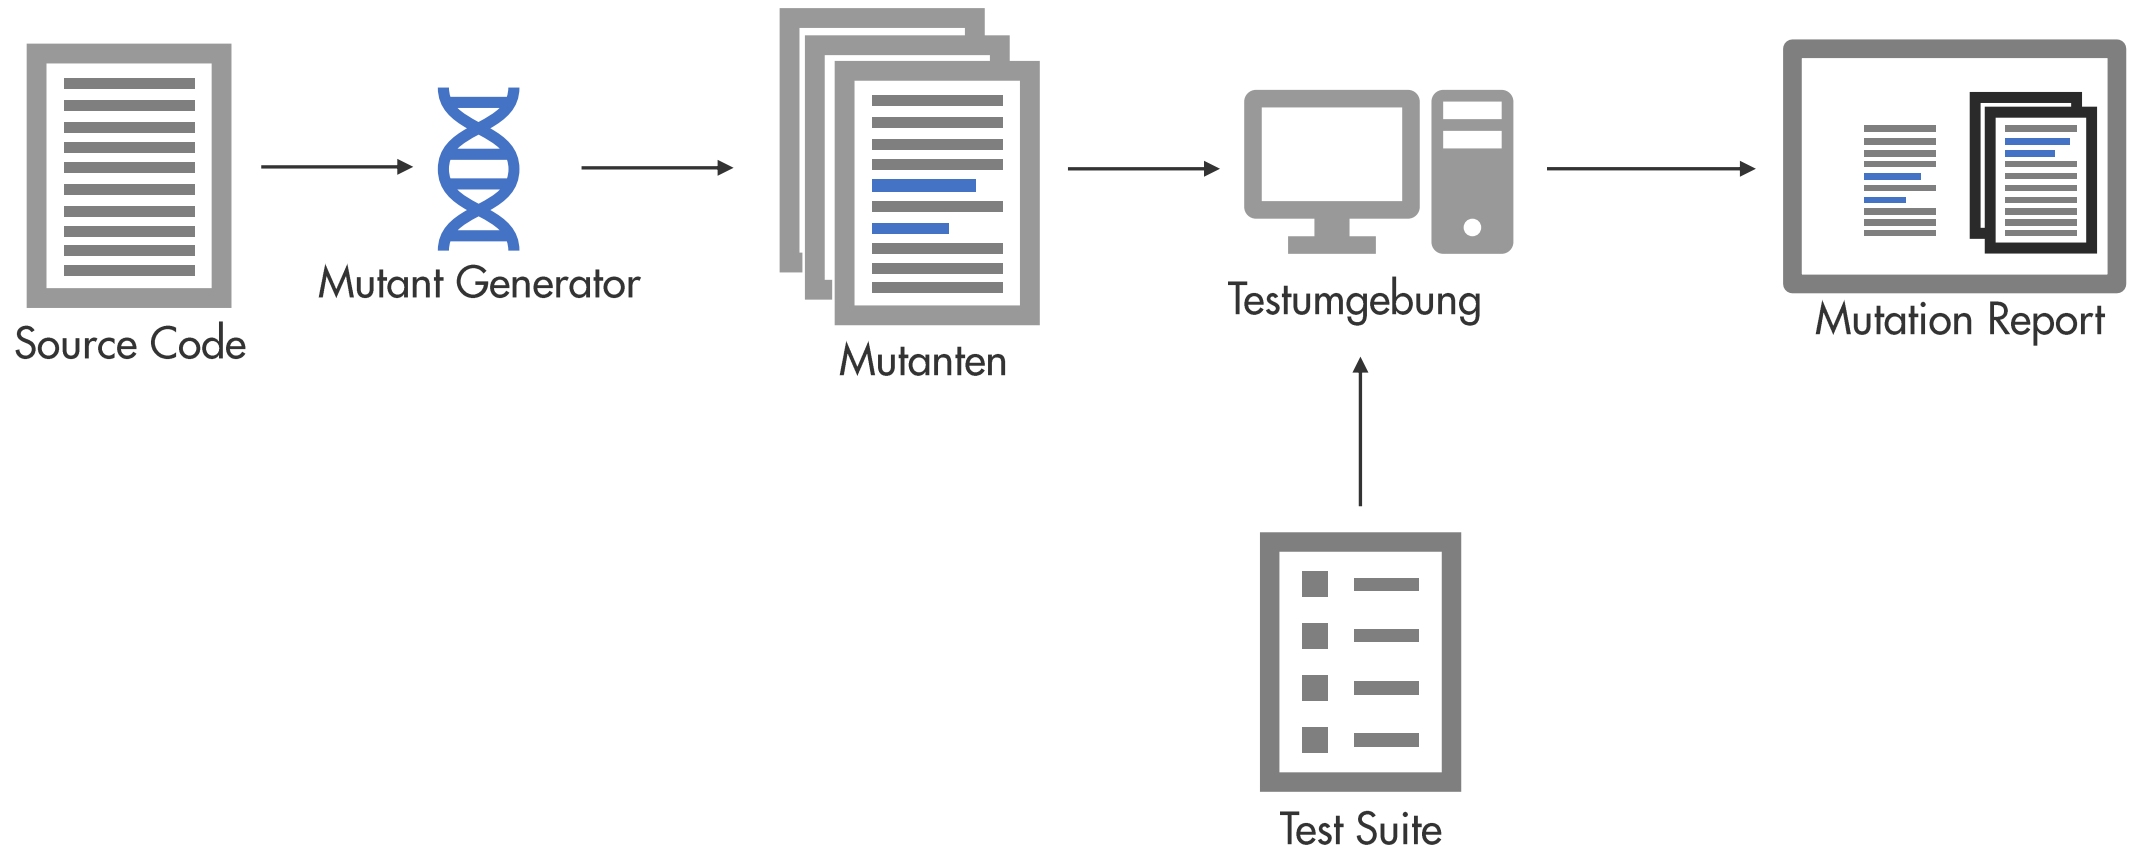 Source Code
Mutant Generator
Mutanten
Testumgebung
Mutation Report
Test Suite